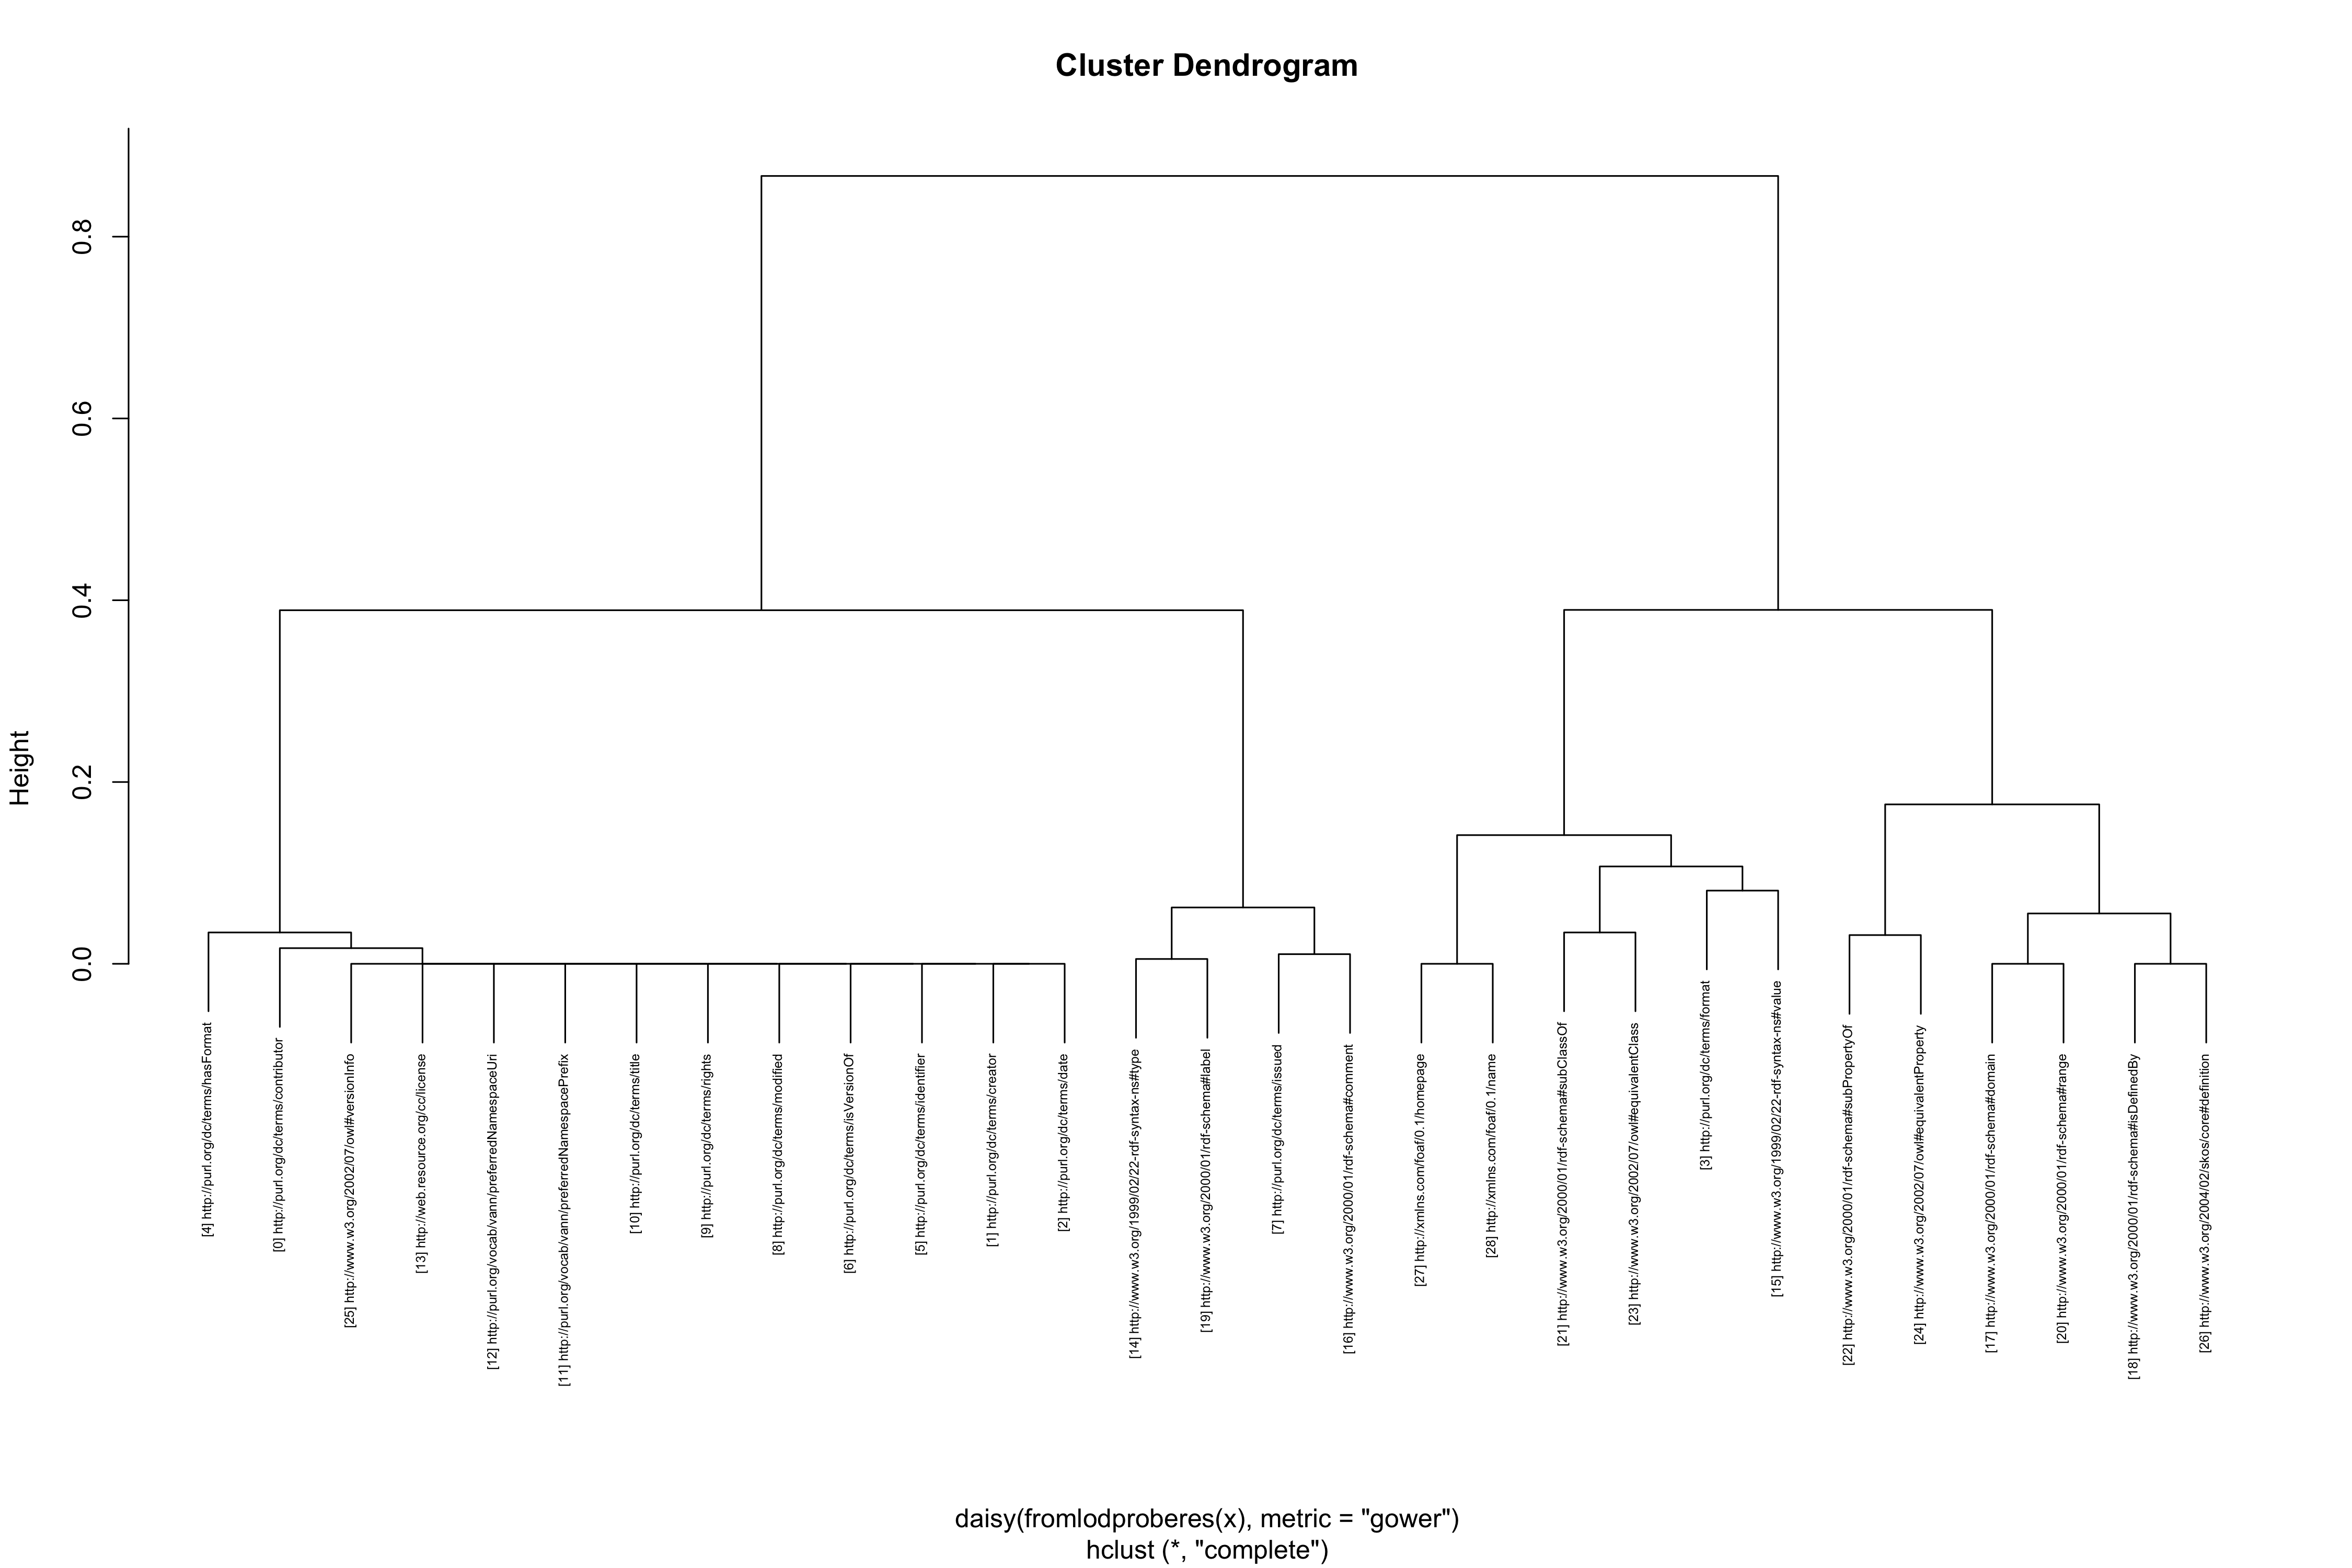 Cluster Dendrogram
Height
0.0
0.2
0.4
0.6
0.8
[4] http://purl.org/dc/terms/hasFormat
[0] http://purl.org/dc/terms/contributor
[25] http://www.w3.org/2002/07/owl#versionInfo
[13] http://web.resource.org/cc/license
[12] http://purl.org/vocab/vann/preferredNamespaceUri
[11] http://purl.org/vocab/vann/preferredNamespacePrefix
[10] http://purl.org/dc/terms/title
[9] http://purl.org/dc/terms/rights
[8] http://purl.org/dc/terms/modified
[6] http://purl.org/dc/terms/isVersionOf
[5] http://purl.org/dc/terms/identifier
[1] http://purl.org/dc/terms/creator
[2] http://purl.org/dc/terms/date
[14] http://www.w3.org/1999/02/22-rdf-syntax-ns#type
[19] http://www.w3.org/2000/01/rdf-schema#label
[7] http://purl.org/dc/terms/issued
[16] http://www.w3.org/2000/01/rdf-schema#comment
[27] http://xmlns.com/foaf/0.1/homepage
[28] http://xmlns.com/foaf/0.1/name
[21] http://www.w3.org/2000/01/rdf-schema#subClassOf
[23] http://www.w3.org/2002/07/owl#equivalentClass
[3] http://purl.org/dc/terms/format
[15] http://www.w3.org/1999/02/22-rdf-syntax-ns#value
[22] http://www.w3.org/2000/01/rdf-schema#subPropertyOf
[24] http://www.w3.org/2002/07/owl#equivalentProperty
[17] http://www.w3.org/2000/01/rdf-schema#domain
[20] http://www.w3.org/2000/01/rdf-schema#range
[18] http://www.w3.org/2000/01/rdf-schema#isDefinedBy
[26] http://www.w3.org/2004/02/skos/core#definition
daisy(fromlodproberes(x), metric = "gower")
hclust (*, "complete")